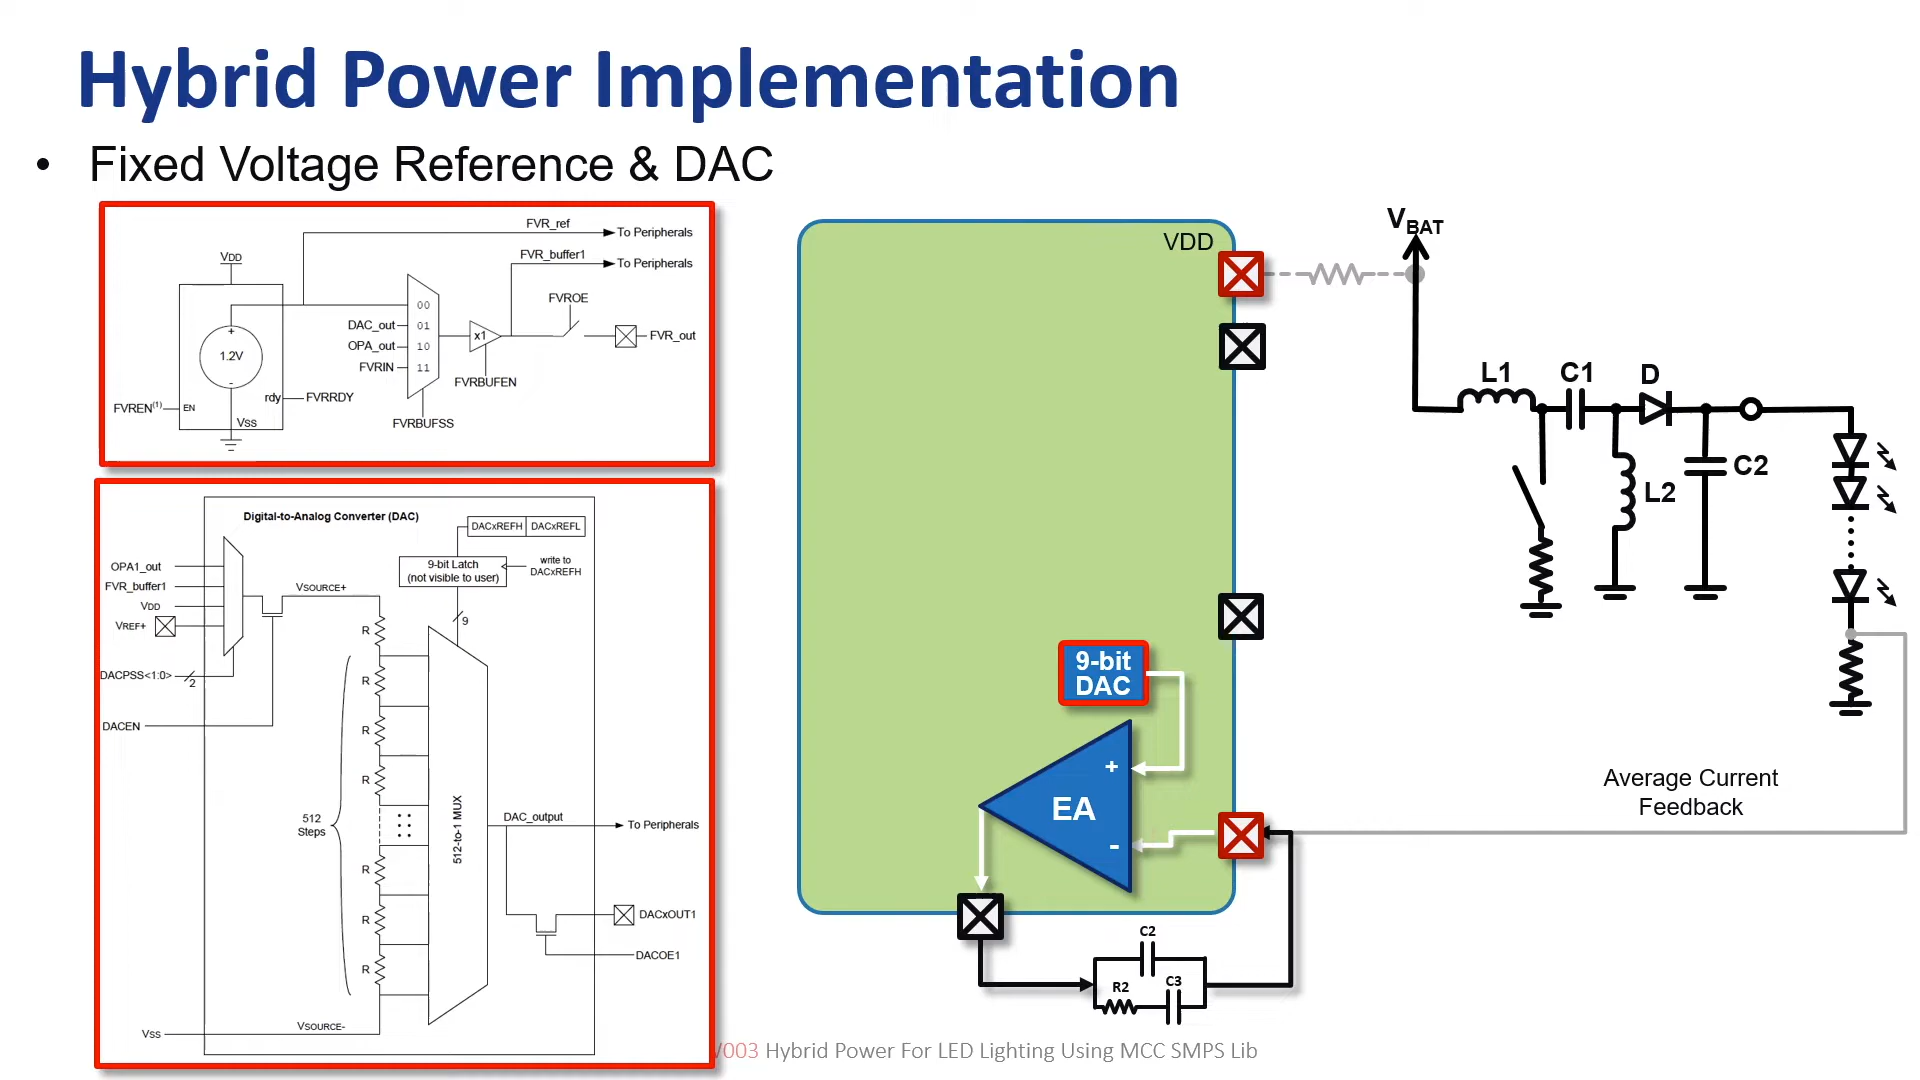 Hybrid Power Implementation
• Fixed Voltage Reference & DAC
FVR_ref
To Peripherals
FVR_buffer1
To Peripherals
VDD
FVROE
00
DAC_out
01
OPA_out
10
FVRIN
11
x1
FVR_out
+
1.2V
-
FVRBUFEN
rdy
FVRRDY
FVREN(1)
EN
VSS
FVRBUFSS
Digital-to-Analog Converter (DAC)
DACxREFH DACxREFL
9-bit Latch
(not visible to user)
write to
DACxREFH
OPA1_out
FVR_buffer1
VDD
VREF+
VSOURCE+
9
DACPSS<1:0>
2
DACEN
R
R
R
R
R
R
R
512
Steps
512-to-1 MUX
DAC_output
To Peripherals
DACxOUT1
DACOE1
VSOURCE-
VSS
VDD
VBAT
L1
C1
D
L2
C2
9-bit
DAC
+
EA
-
Average Current
Feedback
C2
R2
C3
V003 Hybrid Power For LED Lighting Using MCC SMPS Lib